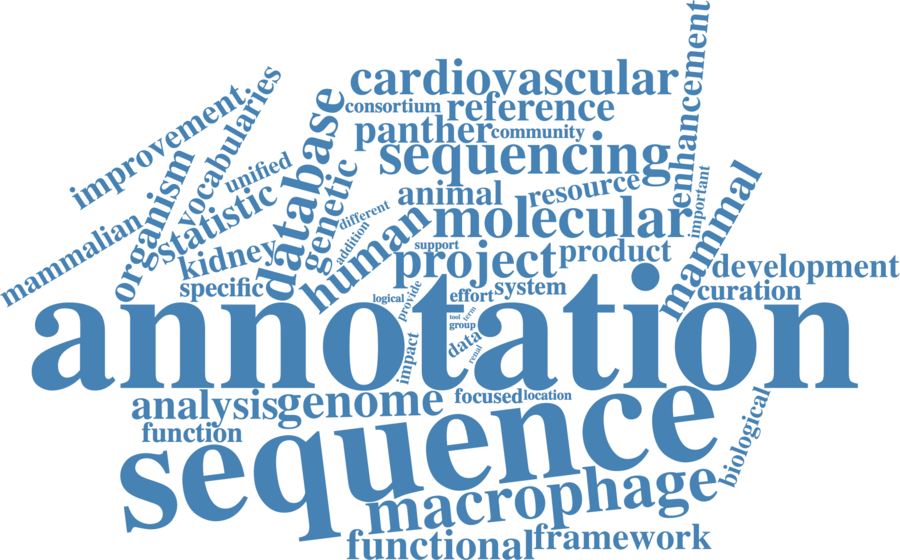 enhancement
cardiovascular
consortium
reference
improvement
vocabularies
database
panther
community
sequencing
organism
unified
statistic
genetic
animal
resource
important
mammal
mammalian
kidney
different
addition
human
molecular
support
project
product
development
specific
logical
provide
effort
system
curation
annotation
tool
term
group
data
renal
impact
analysis
genome
focused
location
function
sequence
biological
macrophage
functional
framework